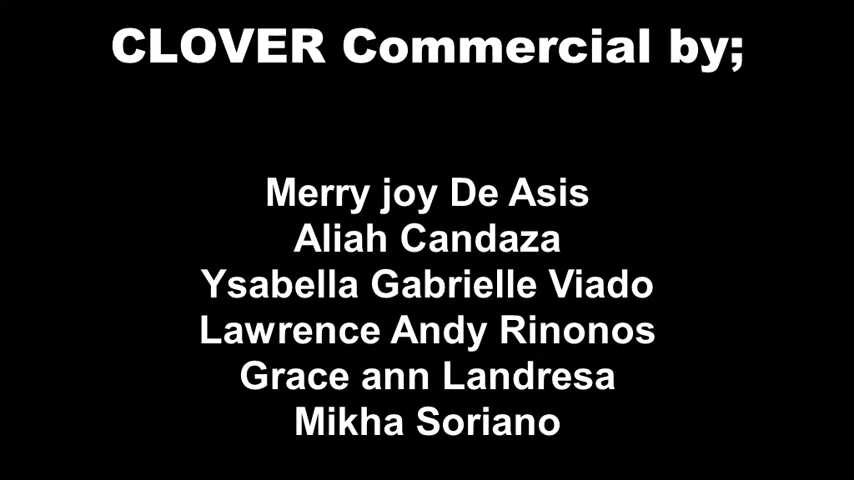 CLOVER Commercial by;
Merry joy De Asis
Aliah Candaza
Ysabella Gabrielle Viado
Lawrence Andy Rinonos
Grace ann Landresa
Mikha Soriano